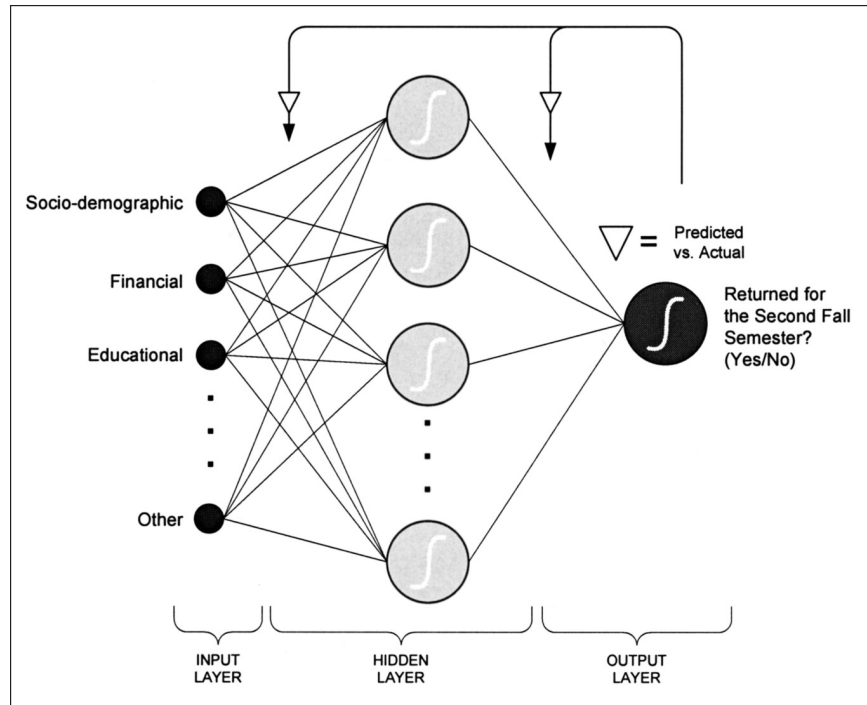 Socio-demographic
Financial
Educational
Other
=
Predicted
vs. Actual
Returned for
the Second Fall
Semester?
(Yes/No)
INPUT
LAYER
HIDDEN
LAYER
OUTPUT
LAYER